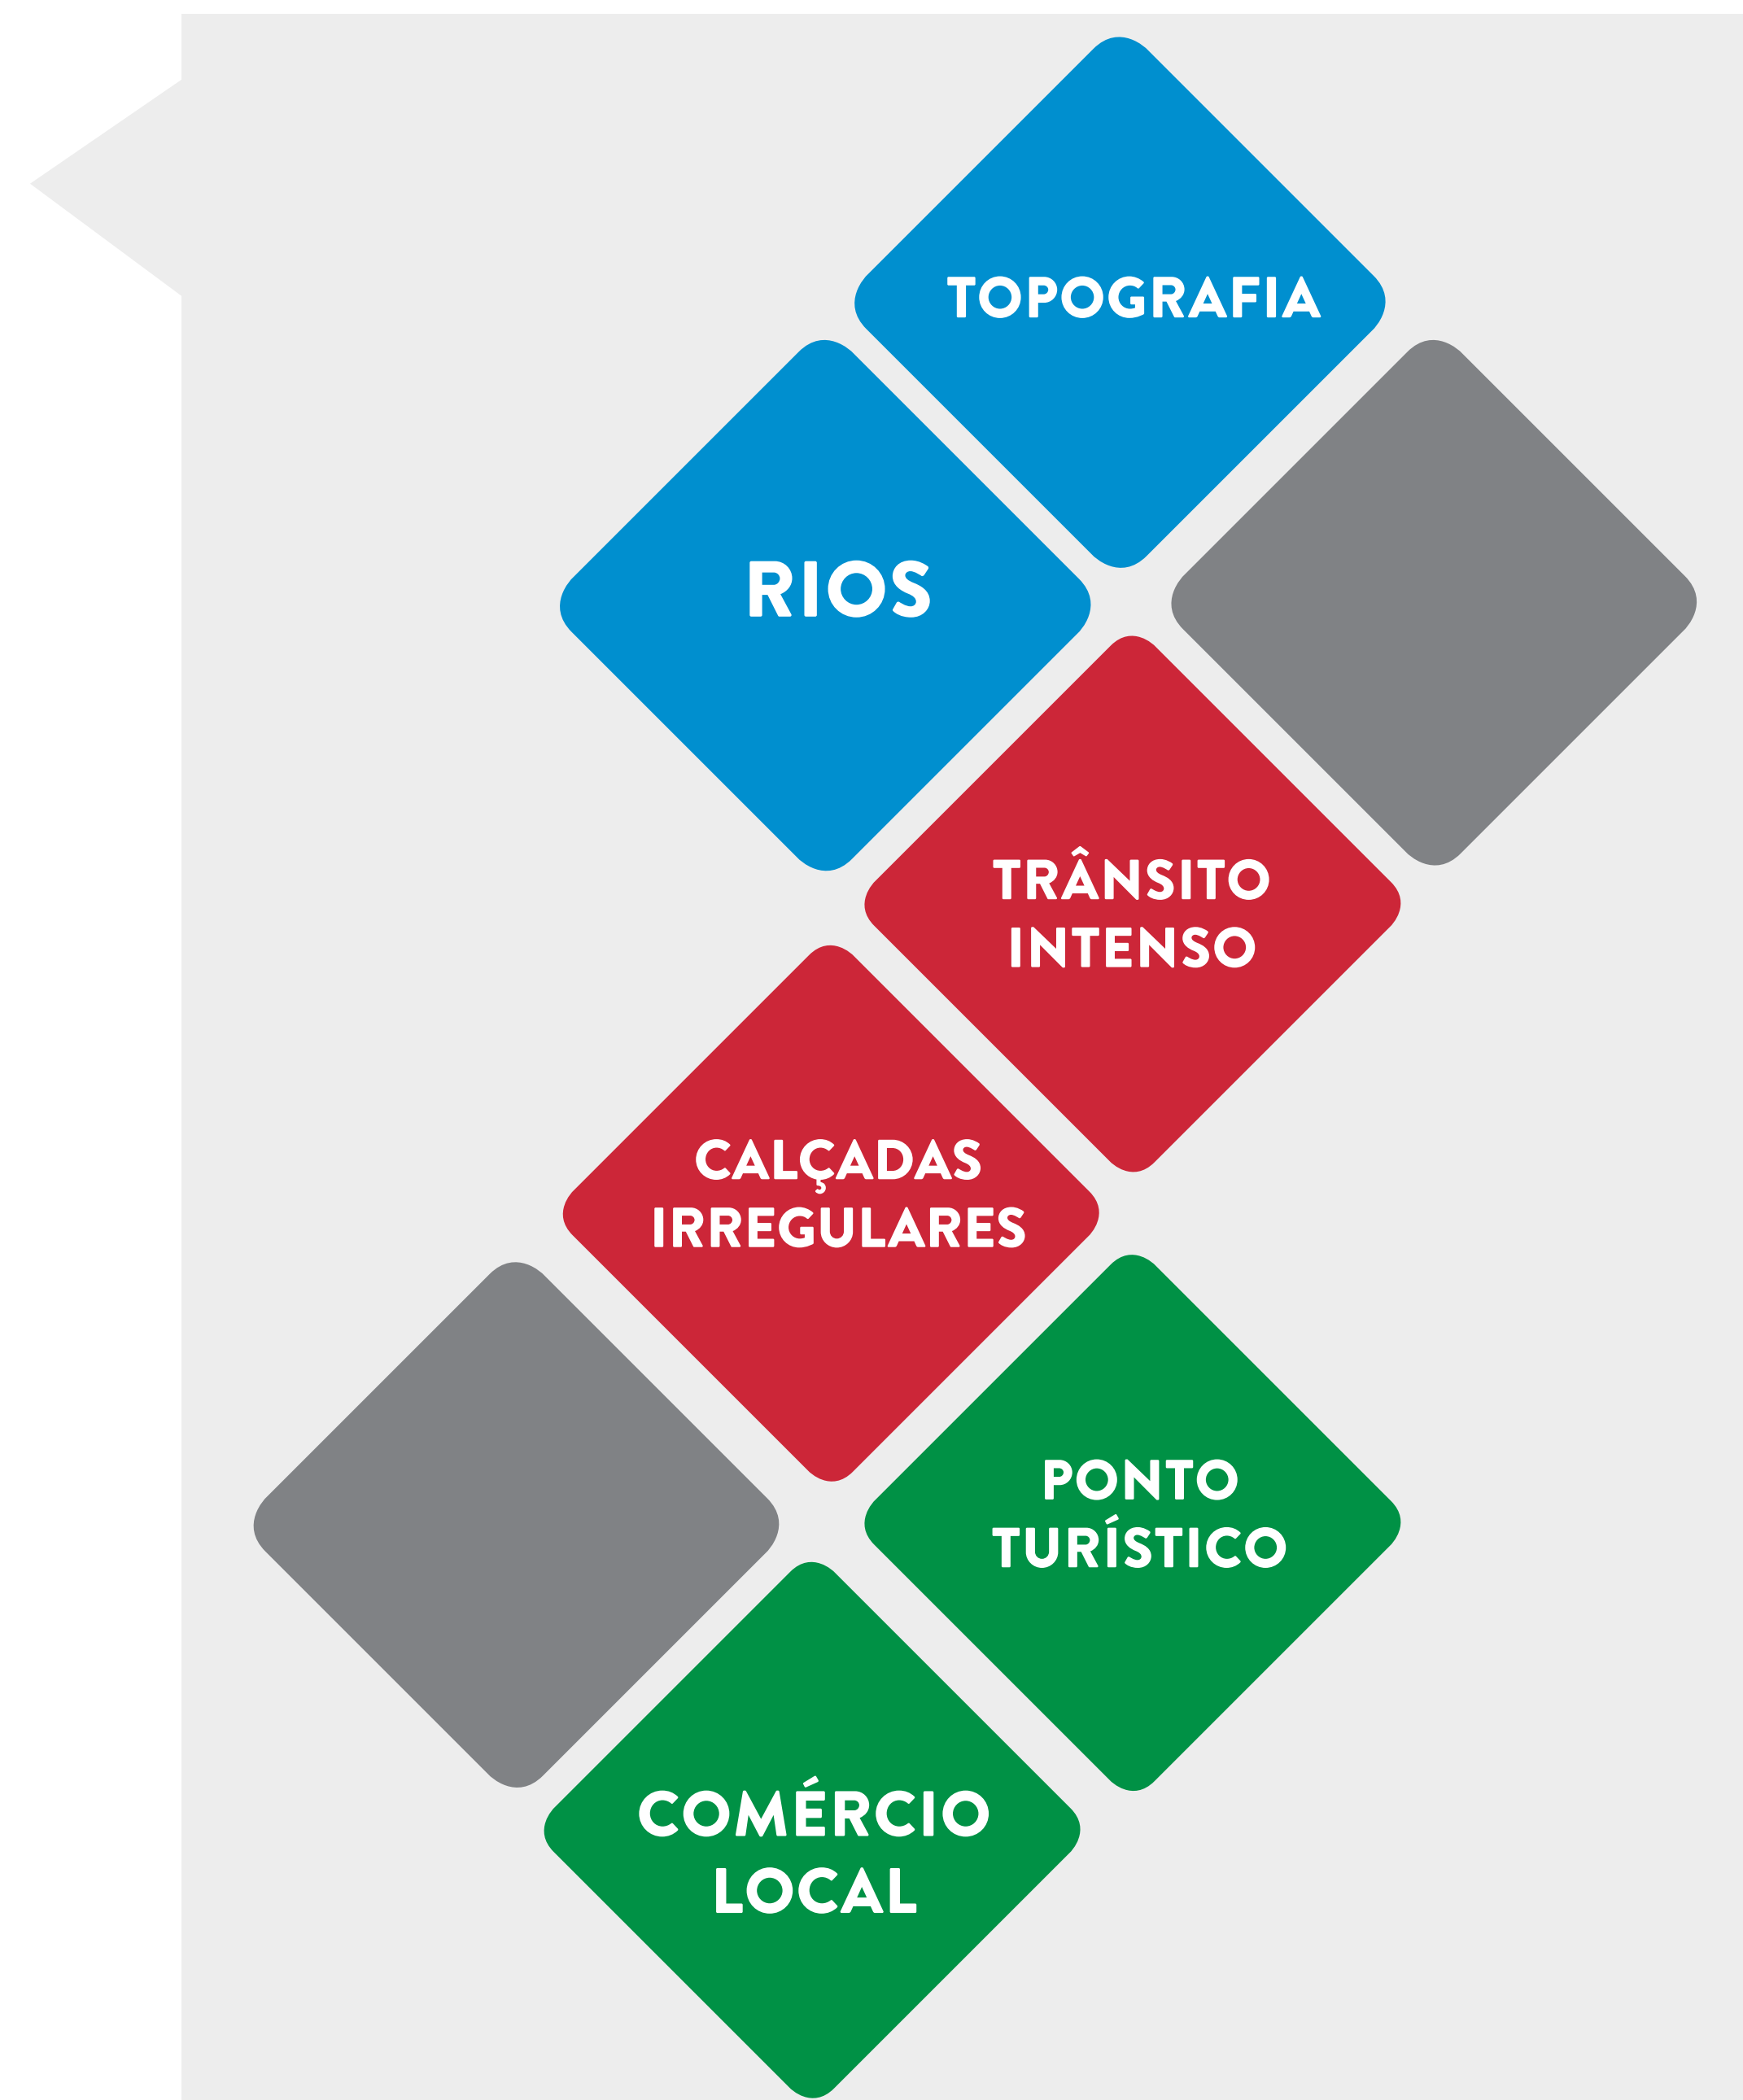 TOPOGRAFIA
RIOS
TRÂNSITO
INTENSO
CALÇADAS
IRREGULARES
PONTO
TURÍSTICO
COMÉRCIO
LOCAL